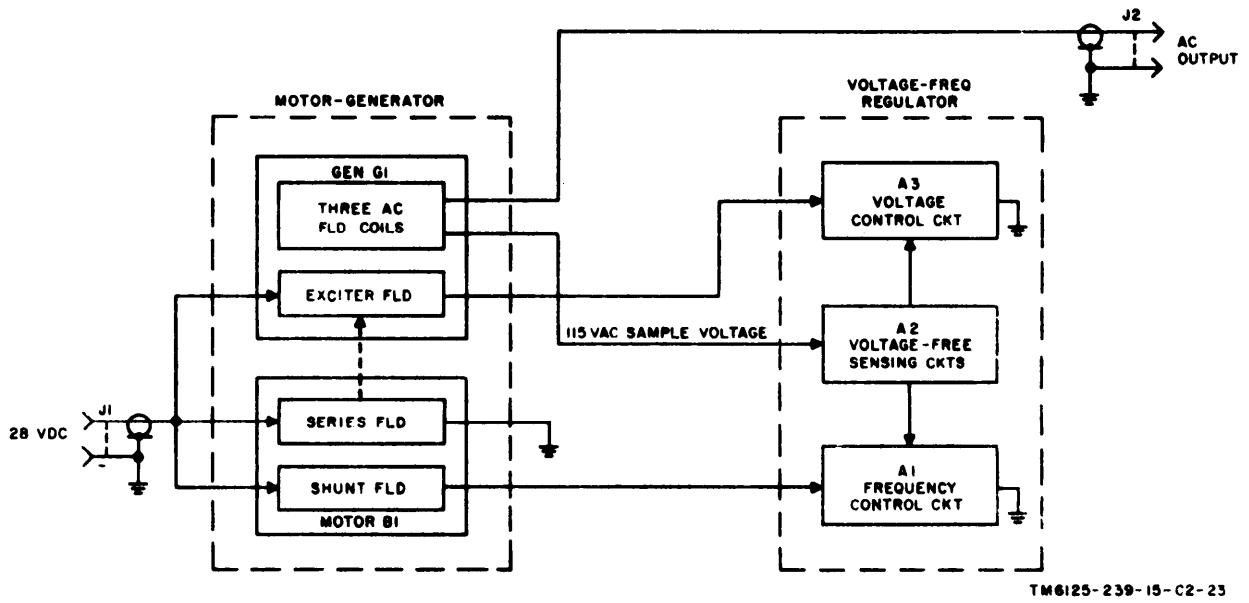 J2
AC
OUTPUT
MOTOR-GENERATOR
VOLTAGE-FREQ
REGULATOR
GEN G1
THREE AC
FLD COILS
EXCITER FLD
A3
VOLTAGE
CONTROL CKT
115 VAC SAMPLE VOLTAGE
A2
VOLTAGE-FREE
SENSING CKTS
J1
28 VDC
SERIES FLD
SHUNT FLD
MOTOR B1
A1
FREQUENCY
CONTROL CKT
TM6125-239-15-C2-23